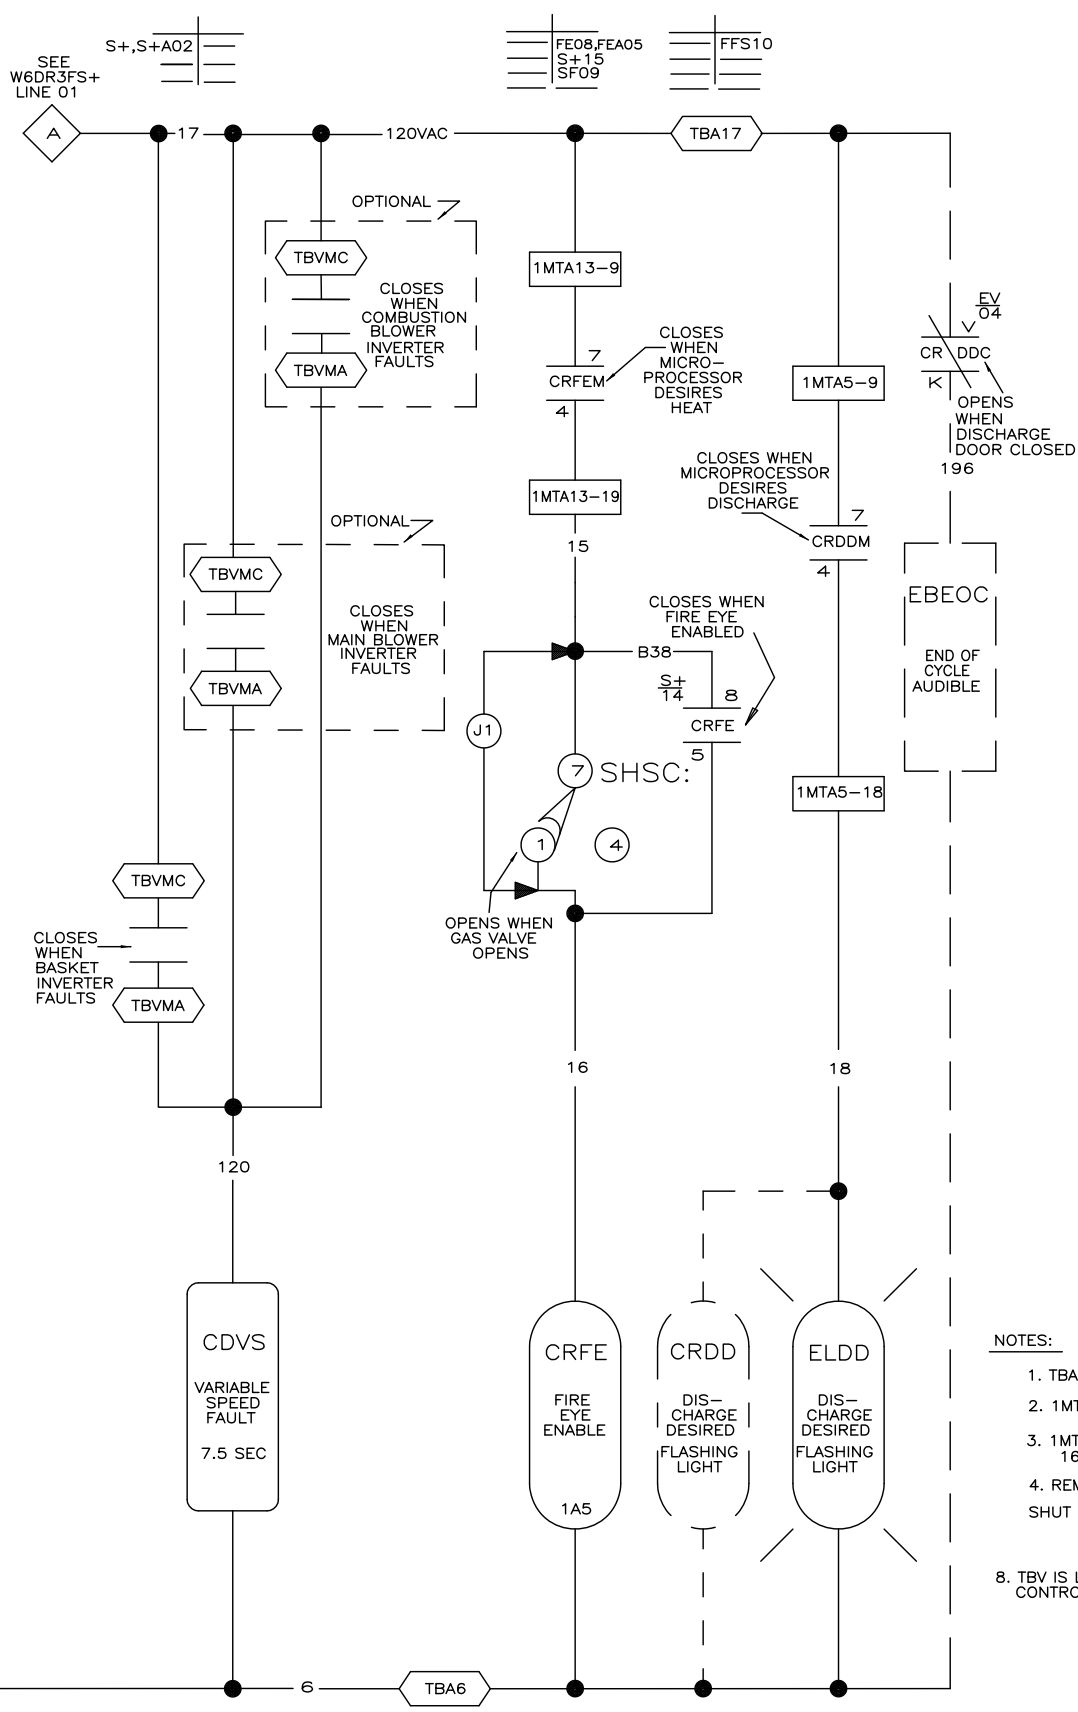 S+,S+A02
FE08,FEA05
S+15
SF09
FFS10
SEE
W6DR3FS+
LINE 01
A
17
120VAC
TBA17
OPTIONAL
TBVMC
CLOSES
WHEN
COMBUSTION
BLOWER
INVERTER
FAULTS
TBVMA
1MTA13-9
CLOSES
WHEN
MICRO-
PROCESSOR
DESIRES
HEAT
7
CRFEM
4
1MTA13-19
15
1MTA5-9
EV
04
V
CR DDC
K
OPENS
WHEN
DISCHARGE
DOOR CLOSED
196
CLOSES WHEN
MICROPROCESSOR
DESIRES
DISCHARGE
7
CRDDM
4
OPTIONAL
TBVMC
CLOSES
WHEN
MAIN BLOWER
INVERTER
FAULTS
TBVMA
EBEOC
END OF
CYCLE
AUDIBLE
CLOSES WHEN
FIRE EYE
ENABLED
B38
S+
14
8
CRFE
5
J1
7
SHSC:
1
4
1MTA5-18
OPENS WHEN
GAS VALVE
OPENS
TBVMC
CLOSES
WHEN
BASKET
INVERTER
FAULTS
TBVMA
16
18
120
CDVS
VARIABLE
SPEED
FAULT
7.5 SEC
CRFE
FIRE
EYE
ENABLE
1A5
CRDD
DIS-
CHARGE
DESIRED
FLASHING
LIGHT
ELDD
DIS-
CHARGE
DESIRED
FLASHING
LIGHT
NOTES:
1. TBA
2. 1MT
3. 1MT
16
4. REM
SHUT
8. TBV IS L
CONTRO
6
TBA6